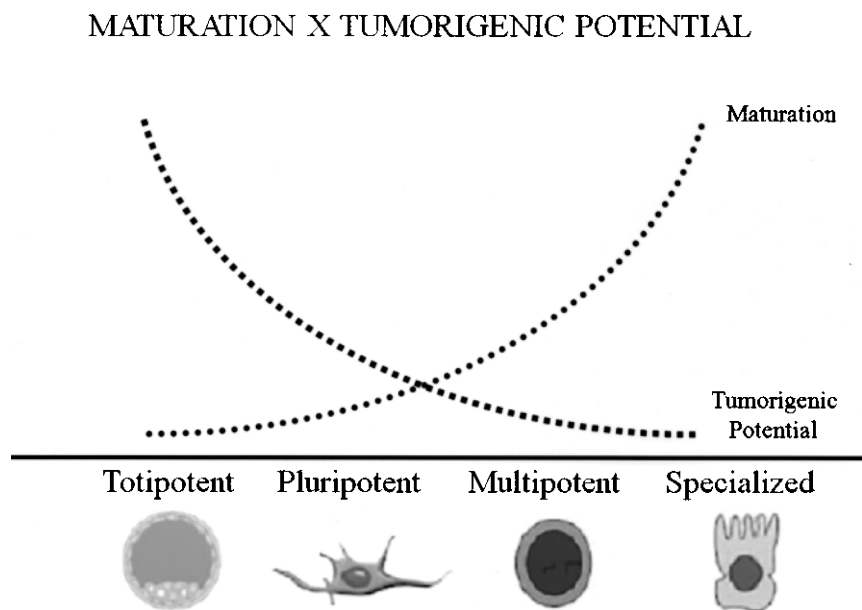 MATURATION X TUMORIGENIC POTENTIAL
Maturation
Tumorigenic
Potential
Totipotent Pluripotent Multipotent Specialized